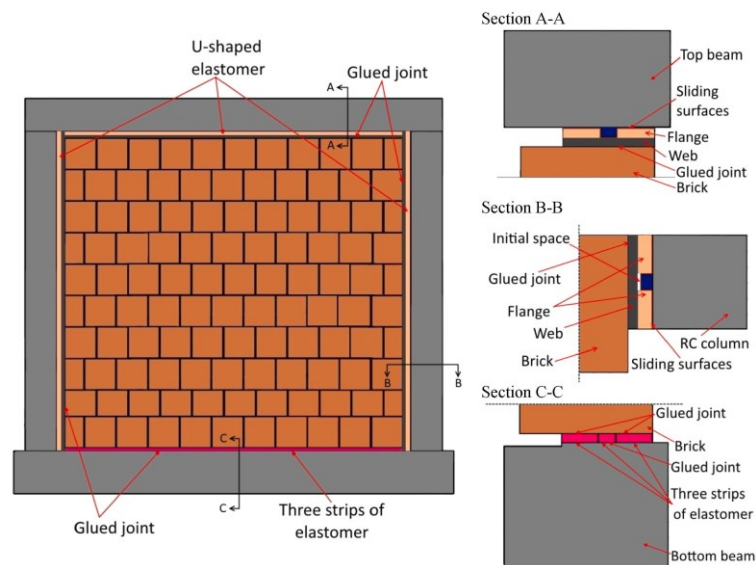 U-shaped
elastomer
Glued joint
A
A
B
B
C
C
Glued joint
Three strips of
elastomer
Section A-A
Top beam
Sliding
surfaces
Flange
Web
Glued joint
Brick
Section B-B
Initial space
Glued joint
Flange
Web
Brick
RC column
Sliding surfaces
Section C-C
Glued joint
Brick
Glued joint
Three strips
of elastomer
Bottom beam